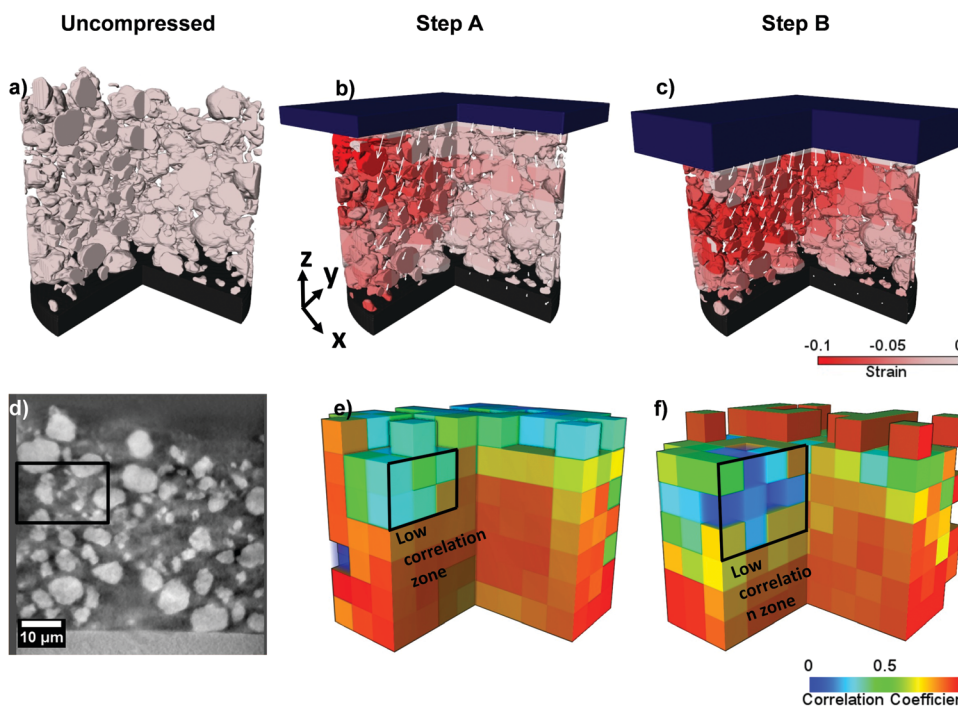 Uncompressed Step A Step B
a) b) c)
z
y
x
-0.1 -0.05 0
Strain
d) e) f)
Low
correlation
zone
Low
correlatio
n zone
10 μm
0 0.5
Correlation Coefficien